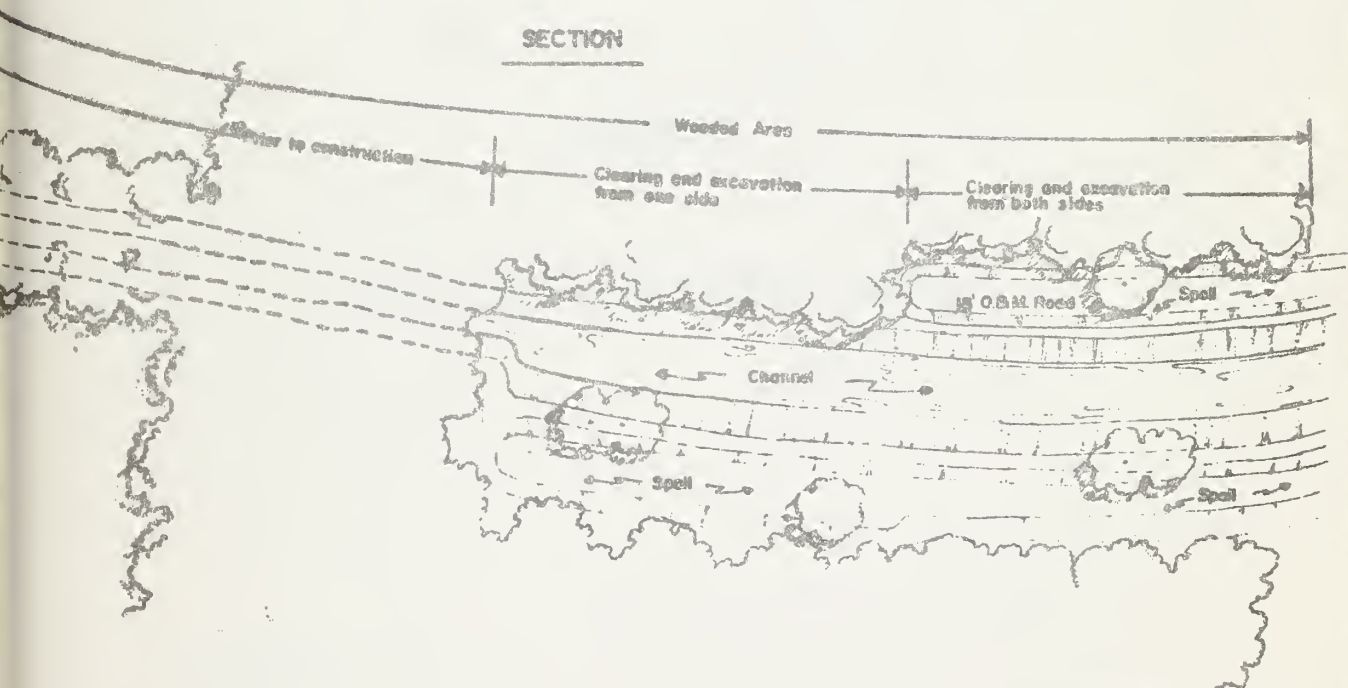 SECTION
Wooded Area
Prior to construction
Clearing and excavation
from one side
Clearing and excavation
from both sides
O.&M. Road
Spoil
Channel
Spoil
Spoil